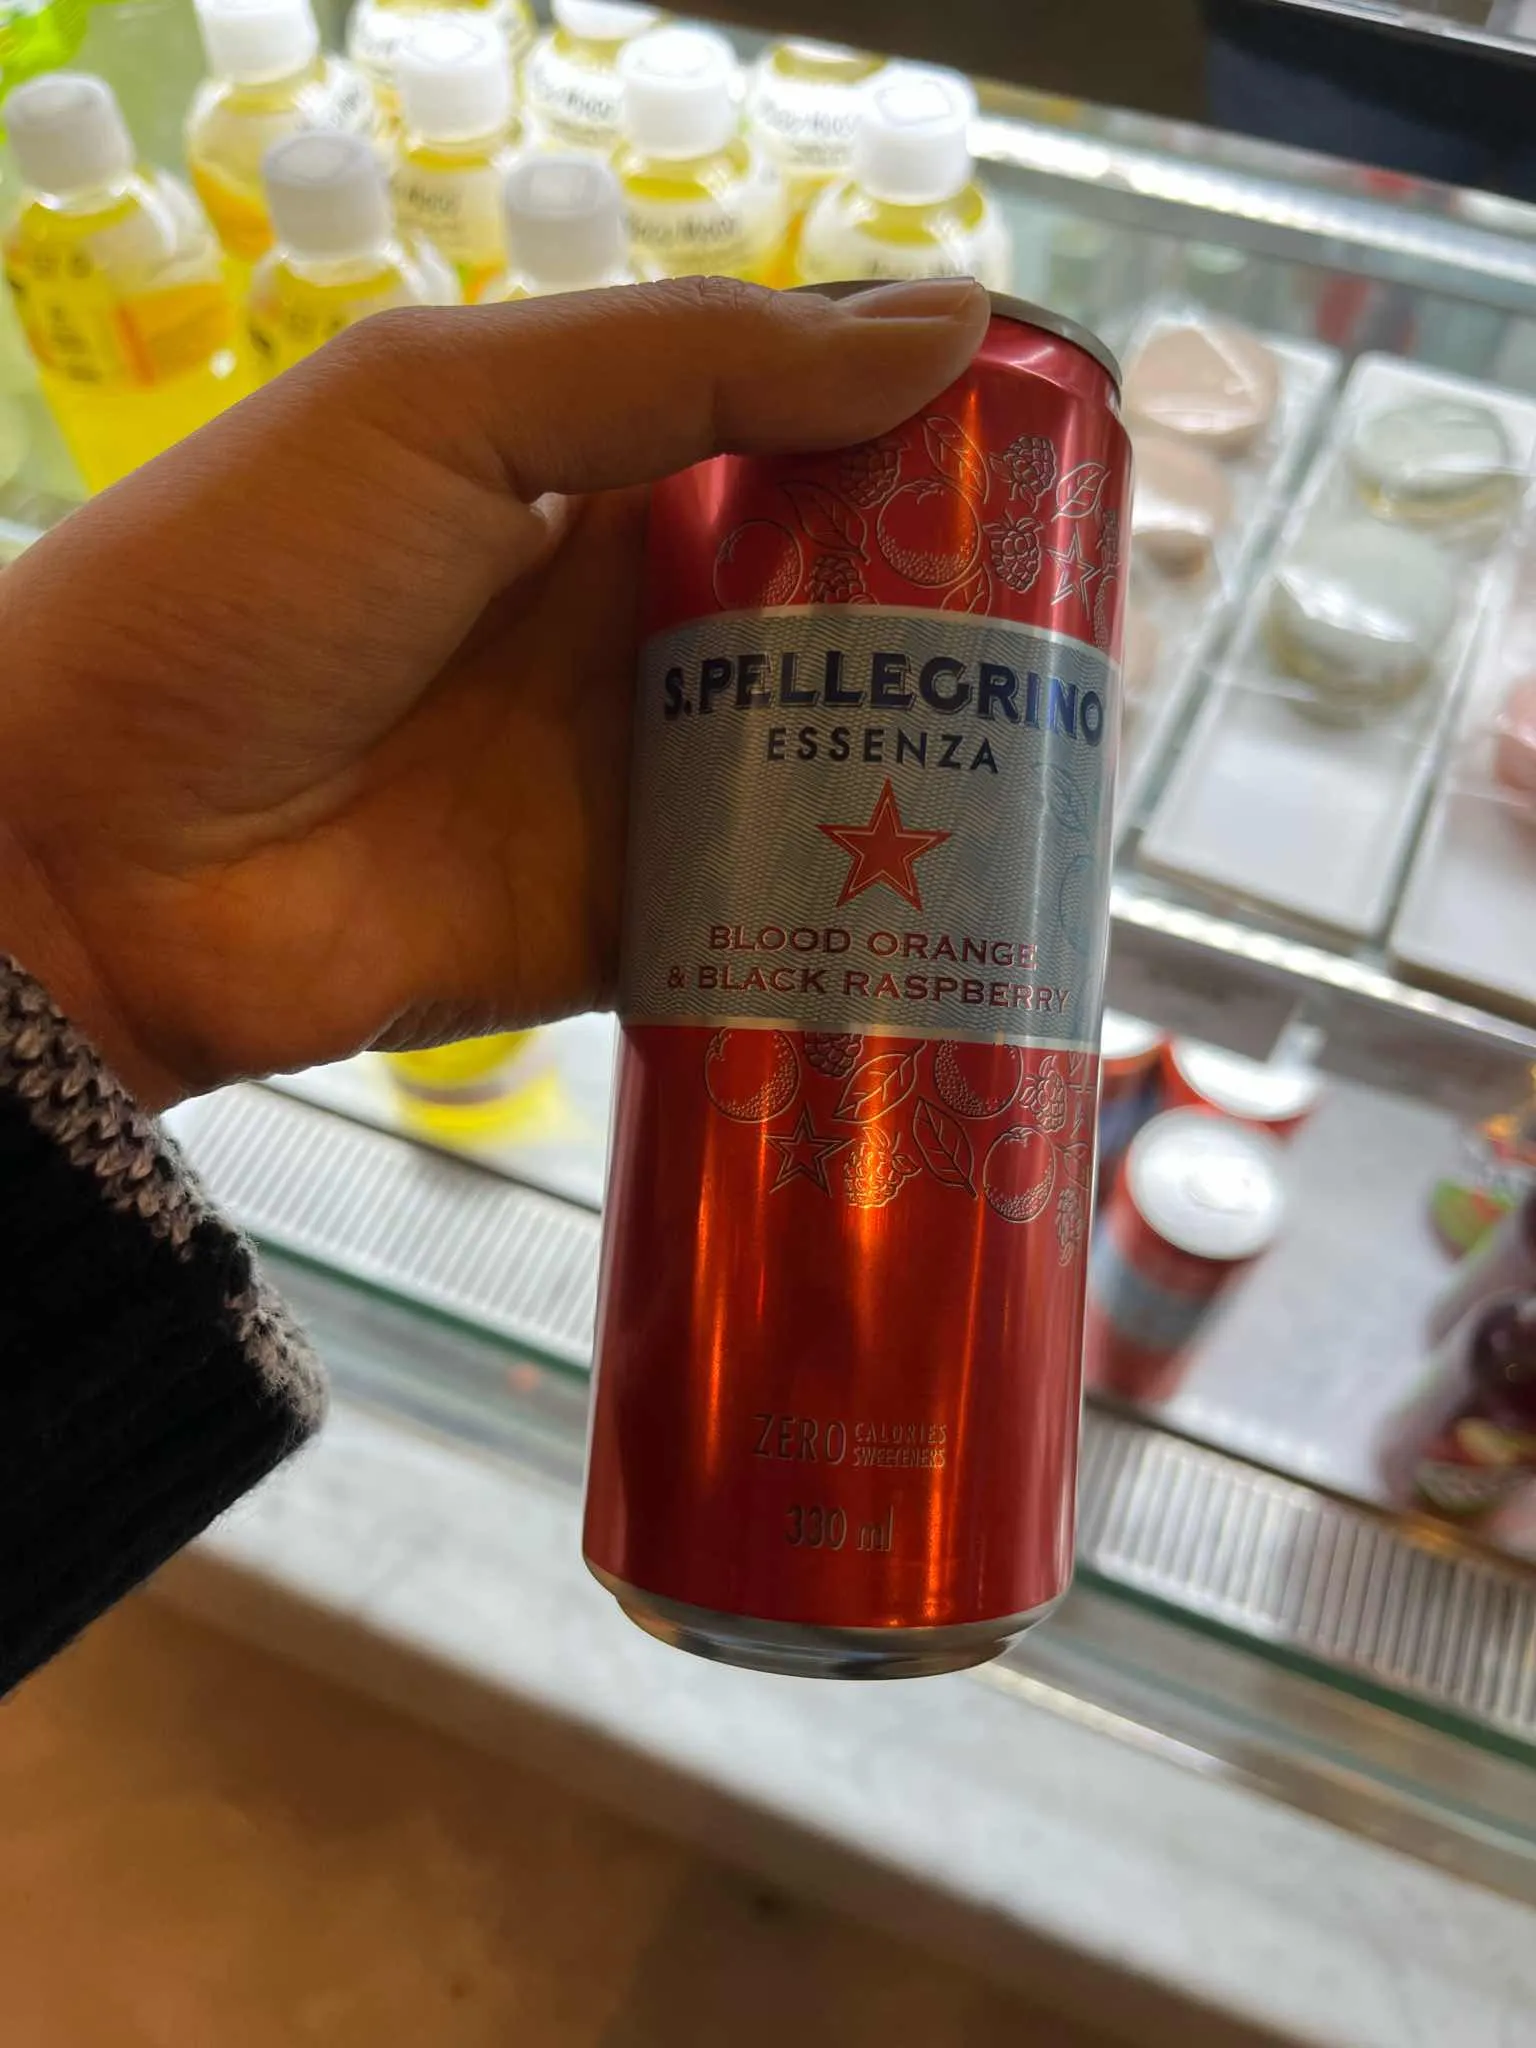 S.PELLEGRINO
ESSENZA
BLOOD ORANGE
& BLACK RASPBERRY
ZERO CALORIES
SWEETENERS
330 ml